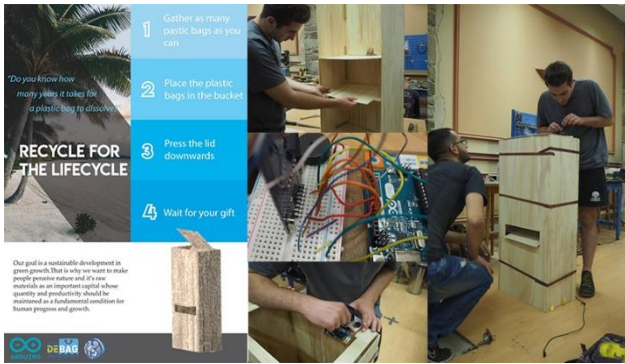 "Do you know how
many years it takes for
a plastic bag to dissolve
RECYCLE FOR
THE LIFECYCLE
1 Gather as many
pastic bags as you
can
2 Place the plastic
bags in the bucket
3 Press the lid
downwards
4 Wait for your gift
Our goal is a sustainable development in
green growth.That is why we want to make
people perceive nature and it's raw
materials as an important capital whose
quantity and productivity should be
maintaned as a fundamental condition for
human progress and growth.
ARDUINO
DEBAG